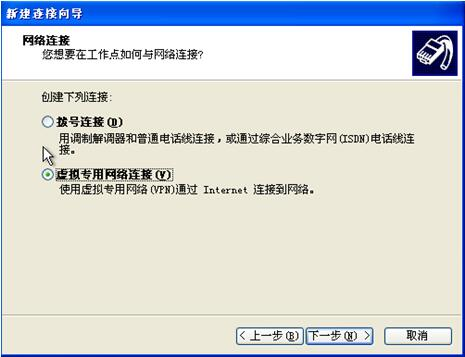 新建连接向导
网络连接
您想要在工作点如何与网络连接?
创建下列连接:
拨号连接(D)
用调制解调器和普通电话线连接，或通过综合业务数字网(ISDN)电话线连
接。
虚拟专用网络连接(V)
使用虚拟专用网络(VPN)通过 Internet 连接到网络。
< 上一步(B) 下一步(N) > 取消